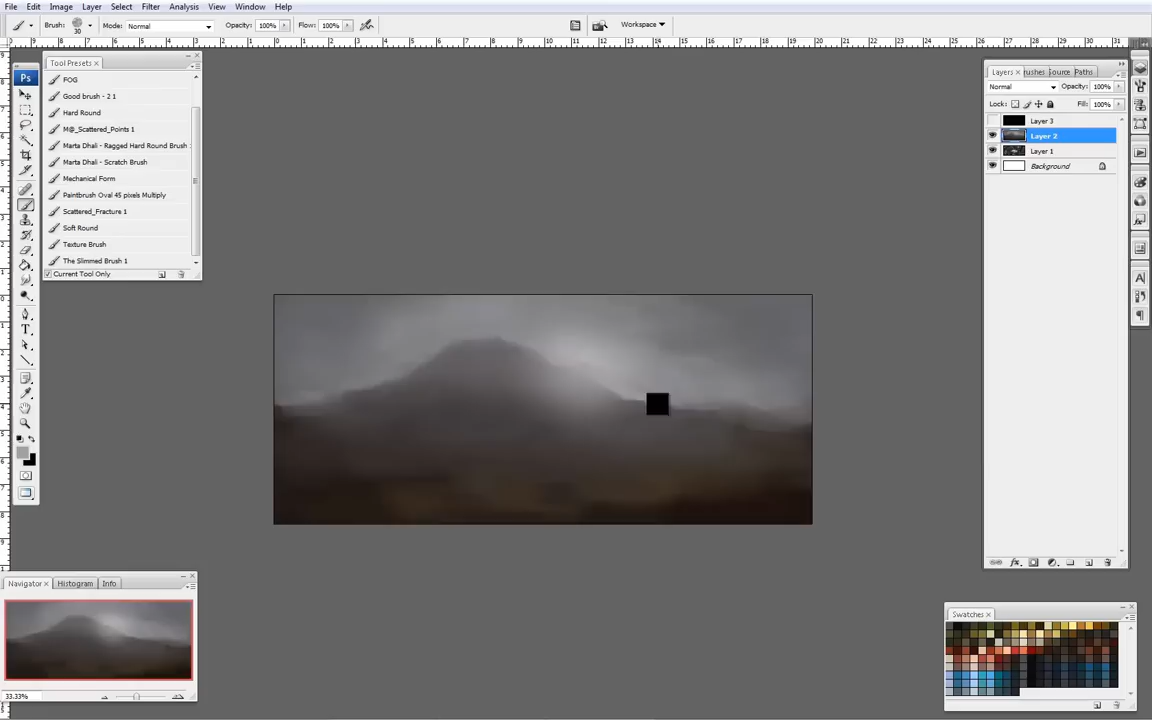 File Edit Image Layer Select Filter Analysis View Window Help
Brush: 30 Mode: Normal Opacity: 100% Flow: 100% Workspace
Tool Presets
FOG
Good brush - 2 1
Hard Round
M@_Scattered_Points 1
Marta Dhali - Ragged Hard Round Brush
Marta Dhali - Scratch Brush
Mechanical Form
Paintbrush Oval 45 pixels Multiply
Scattered_Fracture 1
Soft Round
Texture Brush
The Slimmed Brush 1
Current Tool Only
Ps
Layers rushes Source Paths
Normal Opacity: 100%
Lock: Fill: 100%
Layer 3
Layer 2
Layer 1
Background
Navigator Histogram Info
33.33%
Swatches